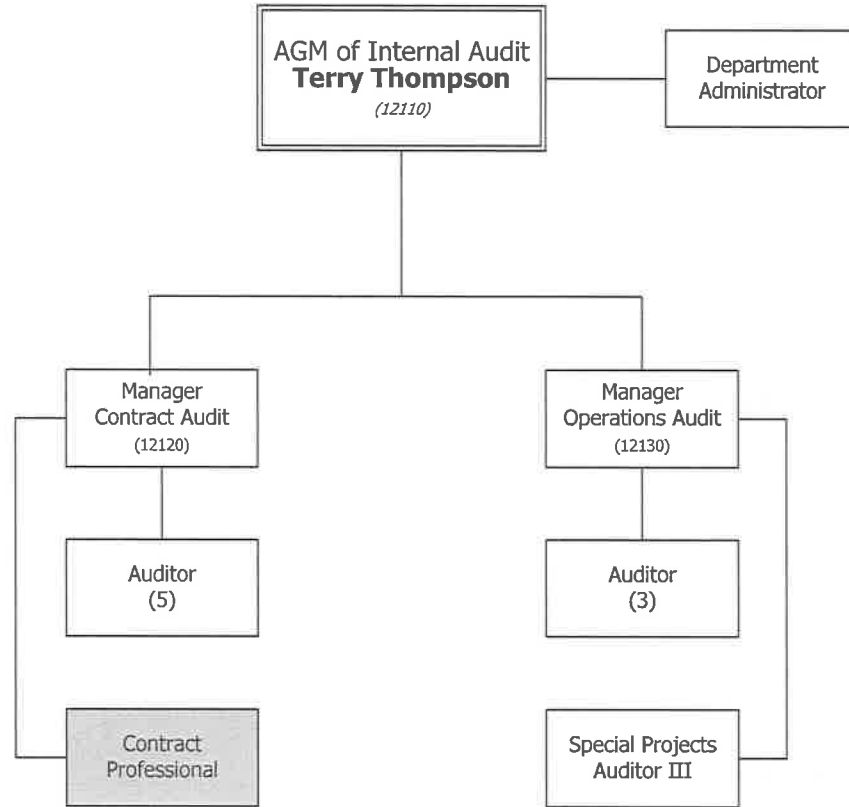 AGM of Internal Audit
Terry Thompson
(12110)
Department
Administrator
Manager
Contract Audit
(12120)
Manager
Operations Audit
(12130)
Auditor
(5)
Auditor
(3)
Contract
Professional
Special Projects
Auditor III